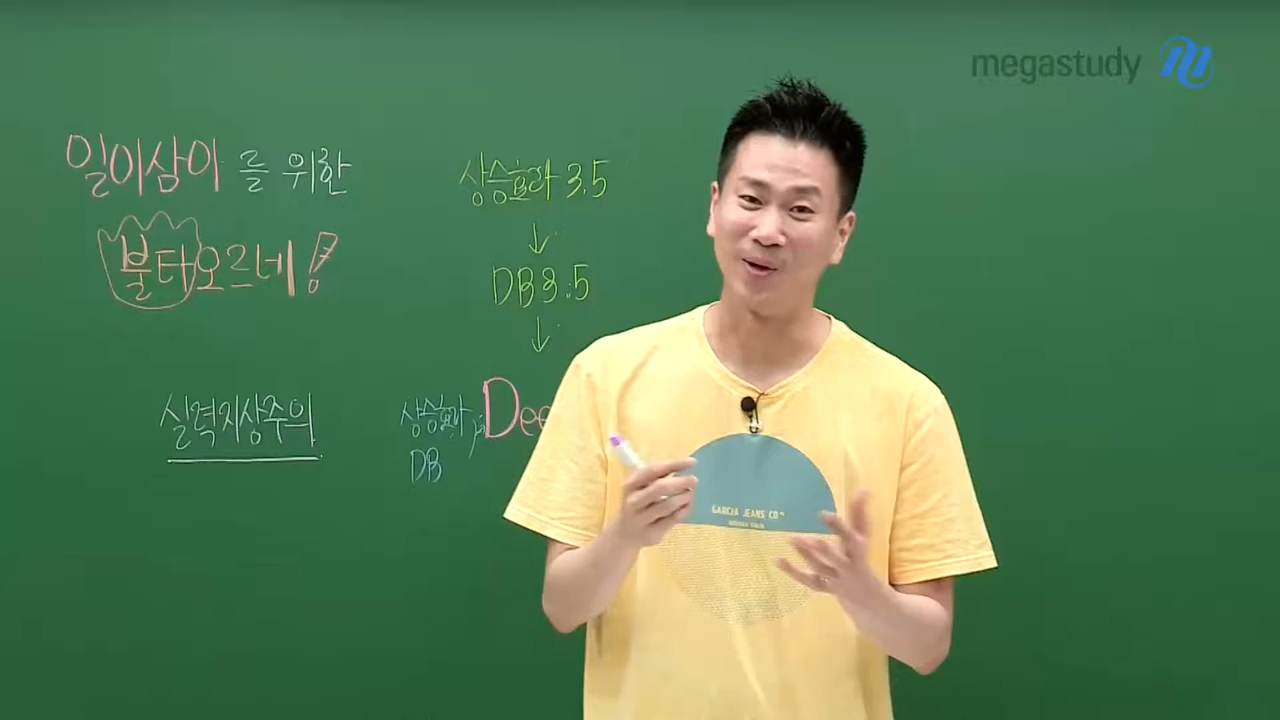 megastudy
일이삼이를 위한
불타오르네!
상승효과 3.5
↓
DB 3.5
↓
실력지상주의
상승효과,
DB
Dee
GARCIA JEANS CO™